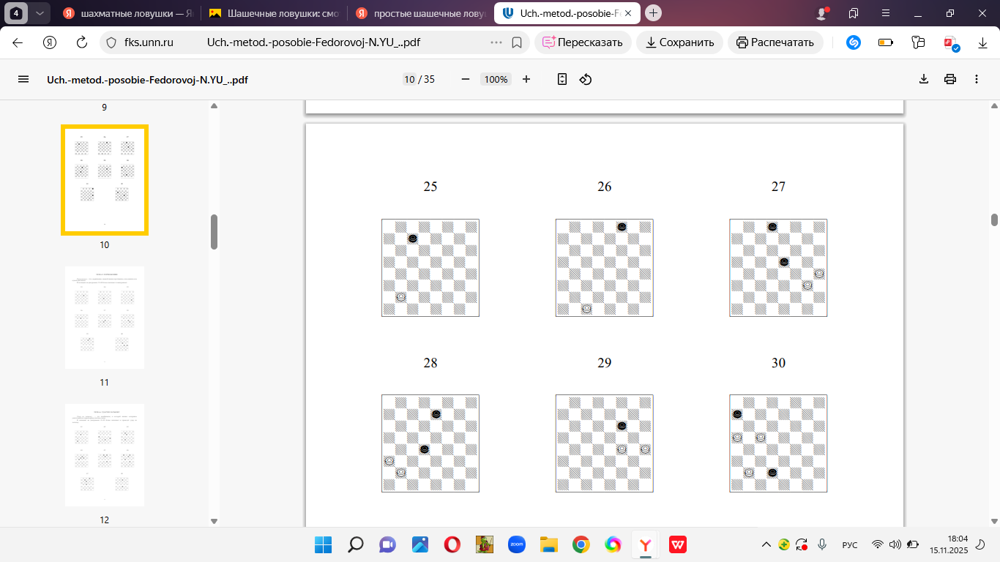 4
шахматные ловушки — Я
Шашечные ловушки: смо
простые шашечные лову
Uch.-metod.-posobie-F
fks.unn.ru
Uch.-metod.-posobie-Fedorovoj-N.YU_..pdf
Пересказать
Сохранить
Распечатать
Uch.-metod.-posobie-Fedorovoj-N.YU_..pdf
10 / 35
100%
9
10
11
12
25
26
27
28
29
30
zoom
РУС
18:04
15.11.2025